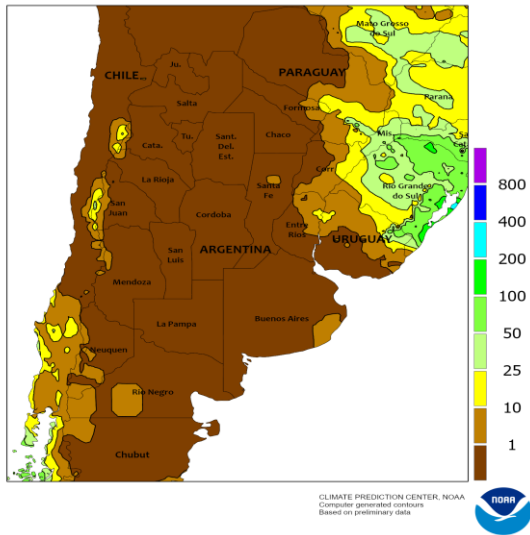 Mato Grosso
do Sul
Ju.
CHILE
PARAGUAY
Parana
Salta
Formosa
Tu.
Sant.
Del.
Est.
Chaco
Mis
Cata.
Corr
La Rioja
Santa
Fe
Rio Grande
do Sul
San
Juan
Cordoba
Entre
Rios
URUGUAY
San
Luis
ARGENTINA
Mendoza
La Pampa
Buenos Aires
Neuquen
Rio Negro
Chubut
800
400
200
100
50
25
10
1
CLIMATE PREDICTION CENTER, NOAA
Computer generated contours
Based on preliminary data
NOAA